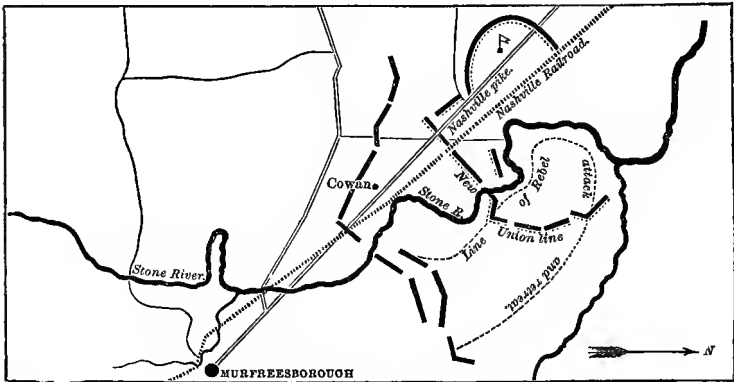 Nashville pike.
Nashville Railroad.
Cowan
Stone R.
New
Line
of Rebel
attack
and retreat.
Union line
Stone River.
N
MURFREESBOROUGH